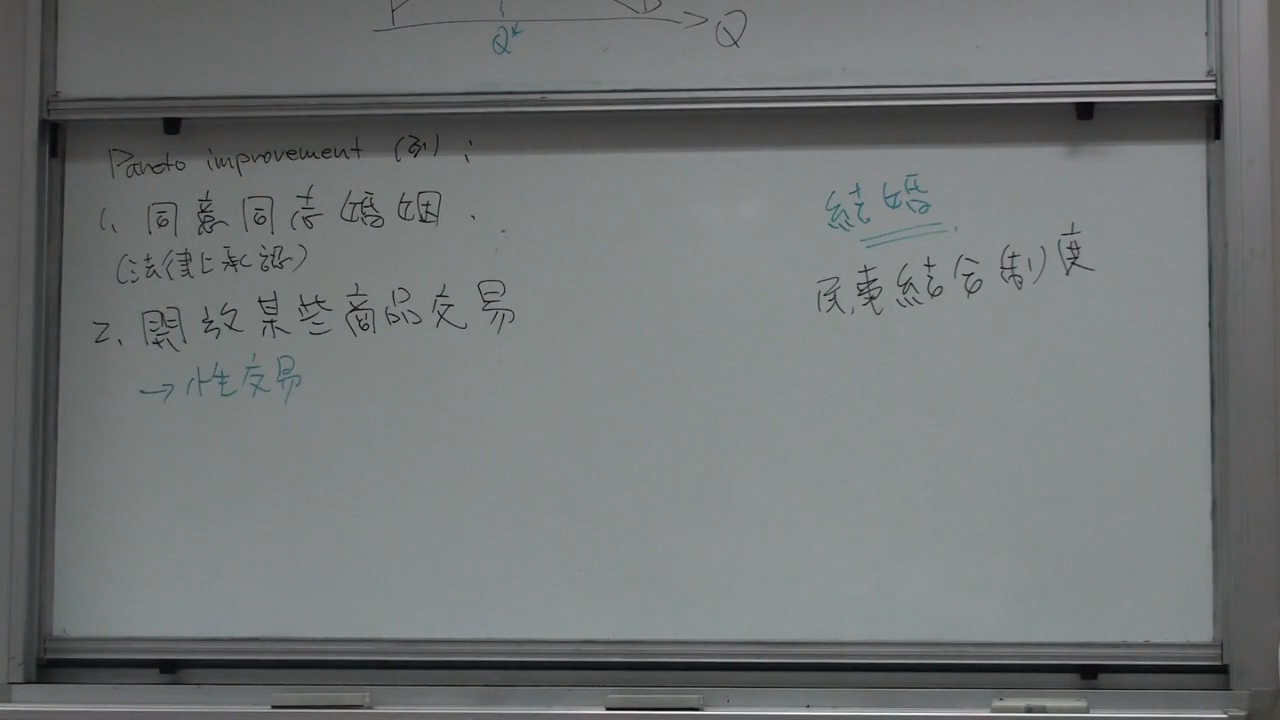 Q*
Q
Pareto improvement (例):
1. 同意同志婚姻.
(法律上承認)
2. 開放某些商品交易
→性交易
結婚
民事結合制度